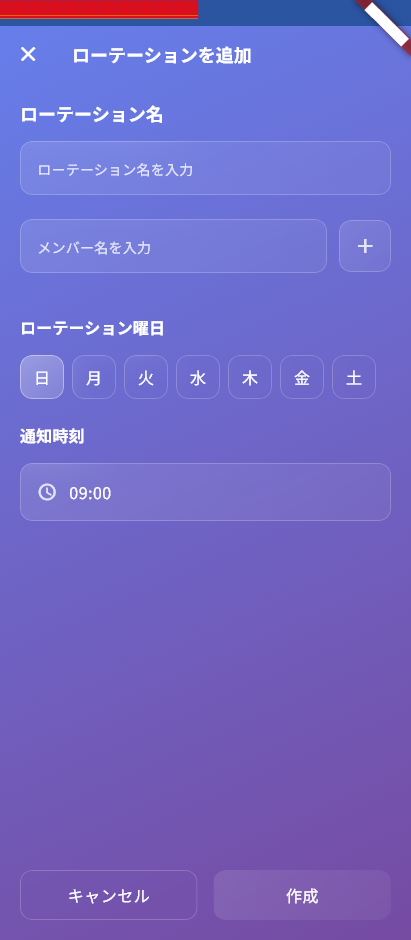 ローテーションを追加
ローテーション名
ローテーション名を入力
メンバー名を入力
ローテーション曜日
日 月 火 水 木 金 土
通知時刻
09:00
キャンセル 作成